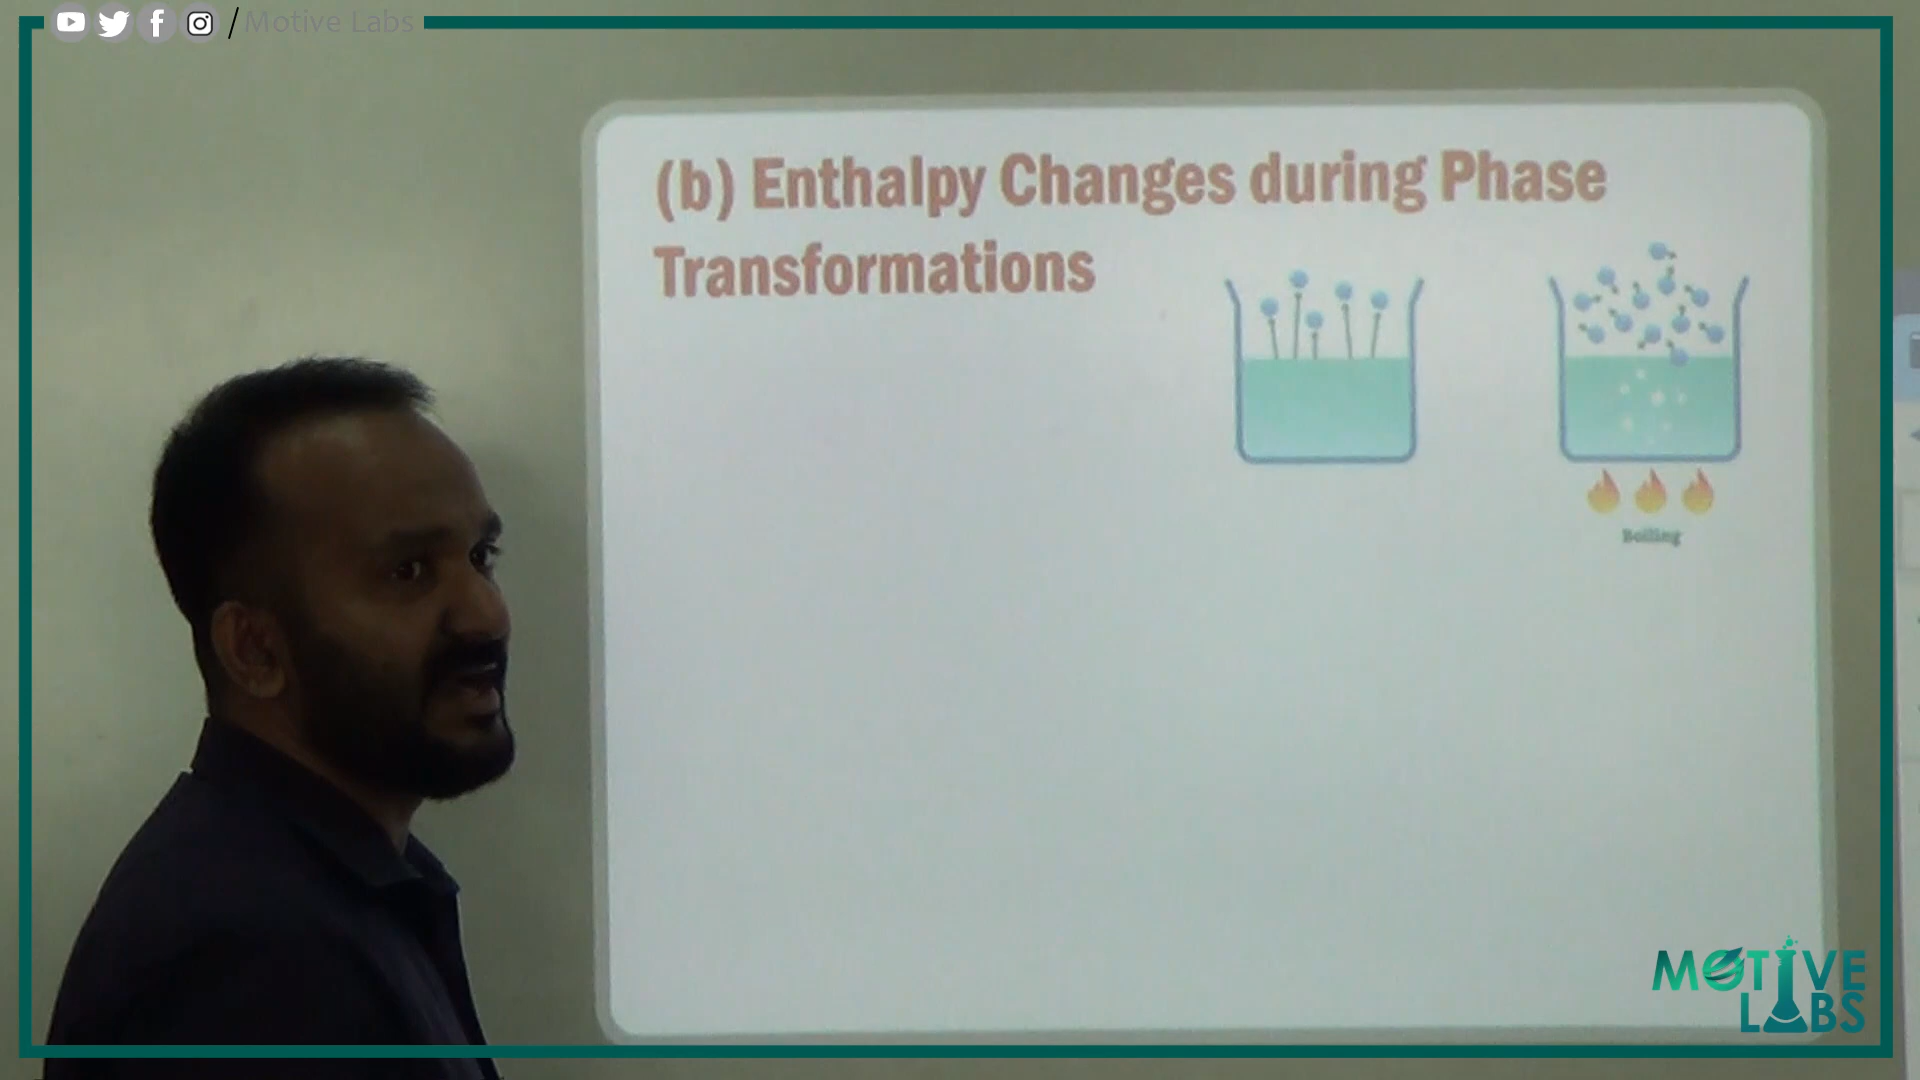 / Motive Labs
(b) Enthalpy Changes during Phase
Transformations
Boiling
MOTIVE
LABS